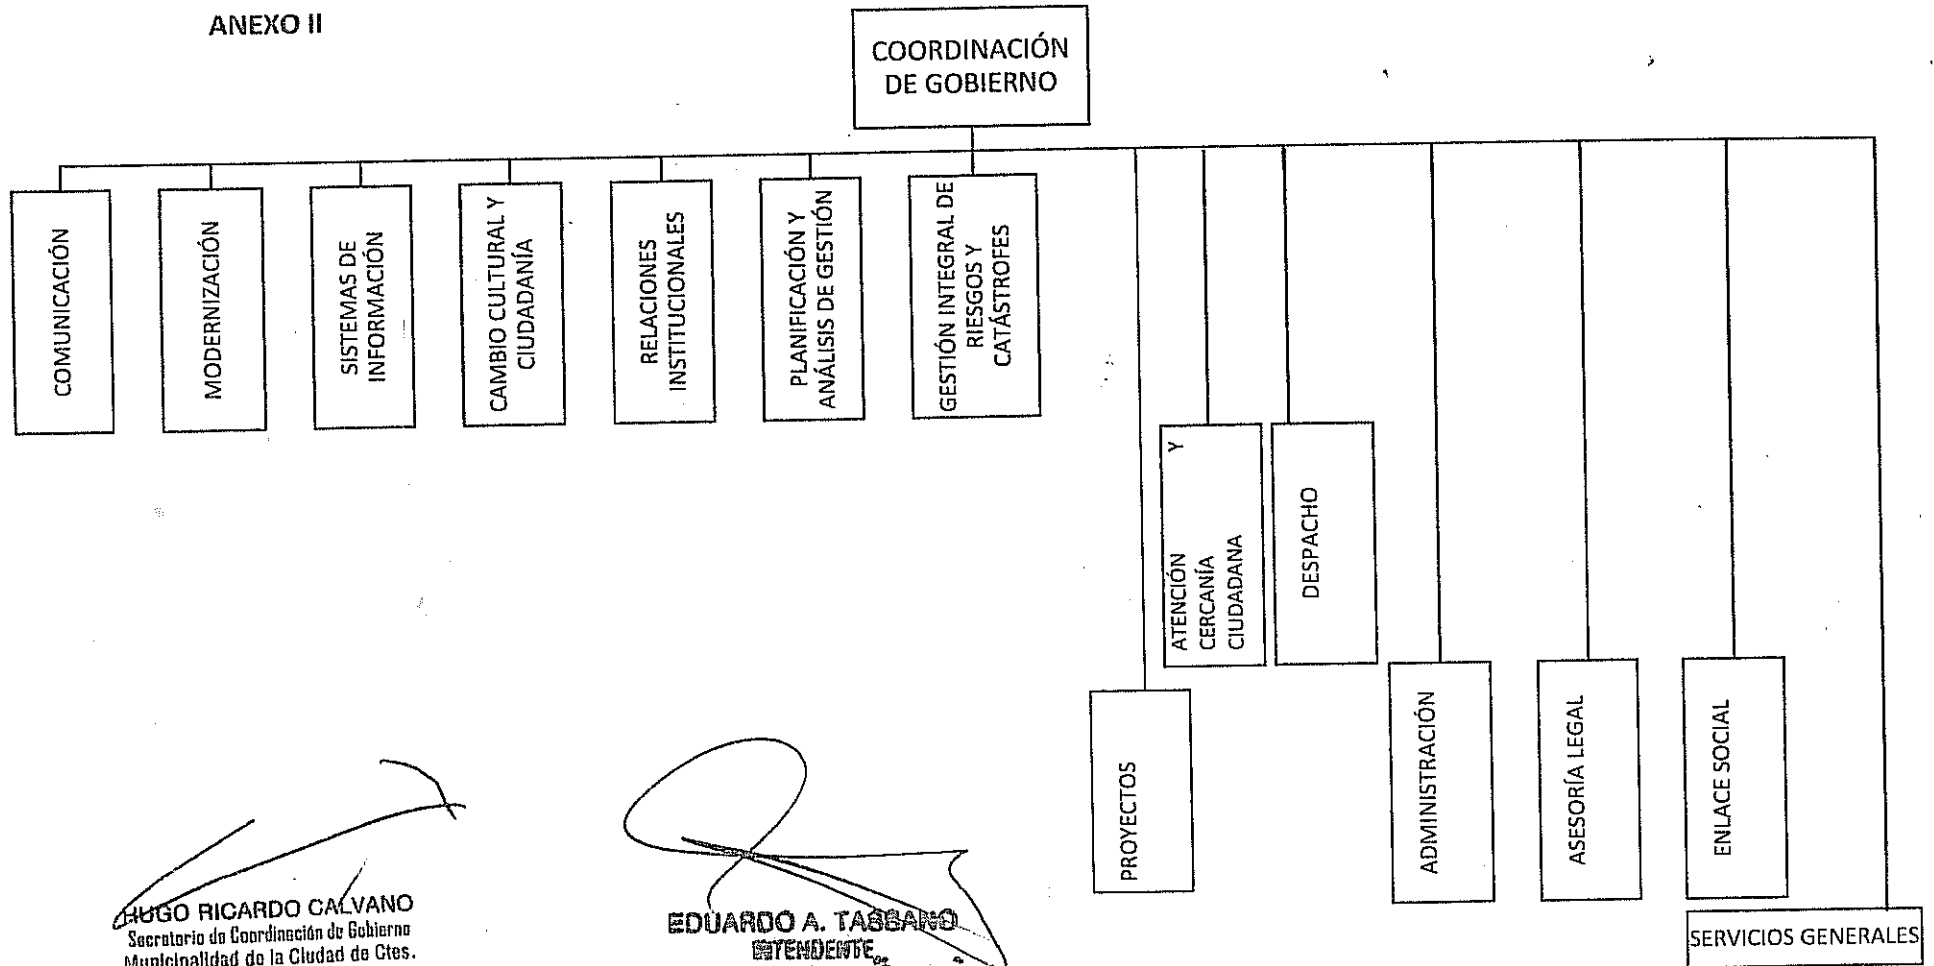 ANEXO II
COORDINACIÓN
DE GOBIERNO
COMUNICACIÓN
MODERNIZACIÓN
SISTEMAS DE
INFORMACIÓN
CAMBIO CULTURAL Y
CIUDADANÍA
RELACIONES
INSTITUCIONALES
PLANIFICACIÓN Y
ANÁLISIS DE GESTIÓN
GESTIÓN INTEGRAL DE
RIESGOS Y
CATÁSTROFES
PROYECTOS
ATENCIÓN Y
CERCANÍA
CIUDADANA
DESPACHO
ADMINISTRACIÓN
ASESORÍA LEGAL
ENLACE SOCIAL
SERVICIOS GENERALES
HUGO RICARDO CALVANO
Secretario de Coordinación de Gobierno
Municipalidad de la Ciudad de Ctes.
EDUARDO A. TASSANO
INTENDENTE